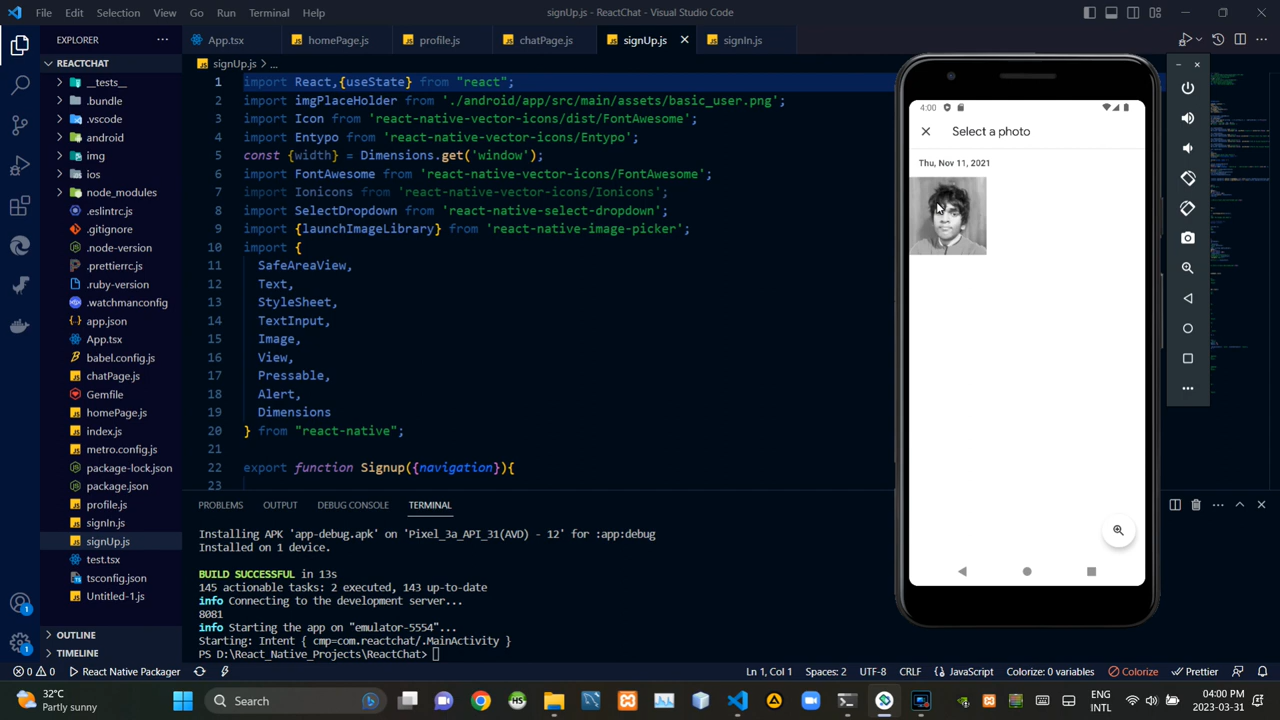 File Edit Selection View Go Run Terminal Help
signUp.js - ReactChat - Visual Studio Code
EXPLORER
App.tsx
homePage.js
profile.js
chatPage.js
signUp.js
signIn.js
REACTCHAT
__tests__
.bundle
.vscode
android
img
ios
node_modules
.eslintrc.js
.gitignore
.node-version
.prettierrc.js
.ruby-version
.watchmanconfig
app.json
App.tsx
babel.config.js
chatPage.js
Gemfile
homePage.js
index.js
metro.config.js
package-lock.json
package.json
profile.js
signIn.js
signUp.js
test.tsx
tsconfig.json
Untitled-1.js
OUTLINE
TIMELINE
signUp.js > ...
1 import React,{useState} from "react";
2 import imgPlaceHolder from './android/app/src/main/assets/basic_user.png';
3 import Icon from 'react-native-vector-icons/dist/FontAwesome';
4 import Entypo from 'react-native-vector-icons/Entypo';
5 const {width} = Dimensions.get('window');
6 import FontAwesome from 'react-native-vector-icons/FontAwesome';
7 import Ionicons from 'react-native-vector-icons/Ionicons';
8 import SelectDropdown from 'react-native-select-dropdown';
9 import {launchImageLibrary} from 'react-native-image-picker';
10 import {
11 SafeAreaView,
12 Text,
13 StyleSheet,
14 TextInput,
15 Image,
16 View,
17 Pressable,
18 Alert,
19 Dimensions
20 } from "react-native";
21
22 export function Signup({navigation}){
23
PROBLEMS OUTPUT DEBUG CONSOLE TERMINAL
Installing APK 'app-debug.apk' on 'Pixel_3a_API_31(AVD) - 12' for :app:debug
Installed on 1 device.
BUILD SUCCESSFUL in 13s
145 actionable tasks: 2 executed, 143 up-to-date
info Connecting to the development server...
8081
info Starting the app on "emulator-5554"...
Starting: Intent { cmp=com.reactchat/.MainActivity }
PS D:\React_Native_Projects\ReactChat>
4:00
Select a photo
Thu, Nov 11, 2021
1
1
0 0 React Native Packager
Ln 1, Col 1 Spaces: 2 UTF-8 CRLF JavaScript Colorize: 0 variables Colorize Prettier
32°C
Partly sunny
Search
HS
ENG
INTL
04:00 PM
2023-03-31